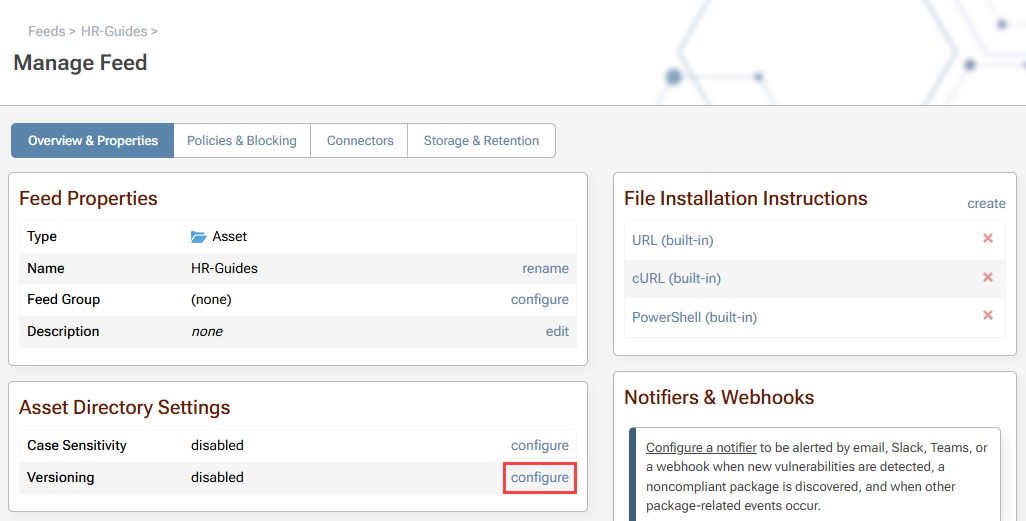 Feeds > HR-Guides >
Manage Feed
Overview & Properties
Policies & Blocking
Connectors
Storage & Retention
Feed Properties
Type Asset
Name HR-Guides rename
Feed Group (none) configure
Description none edit
Asset Directory Settings
Case Sensitivity disabled configure
Versioning disabled configure
File Installation Instructions create
URL (built-in)
cURL (built-in)
PowerShell (built-in)
Notifiers & Webhooks
Configure a notifier to be alerted by email, Slack, Teams, or
a webhook when new vulnerabilities are detected, a
noncompliant package is discovered, and when other
package-related events occur.